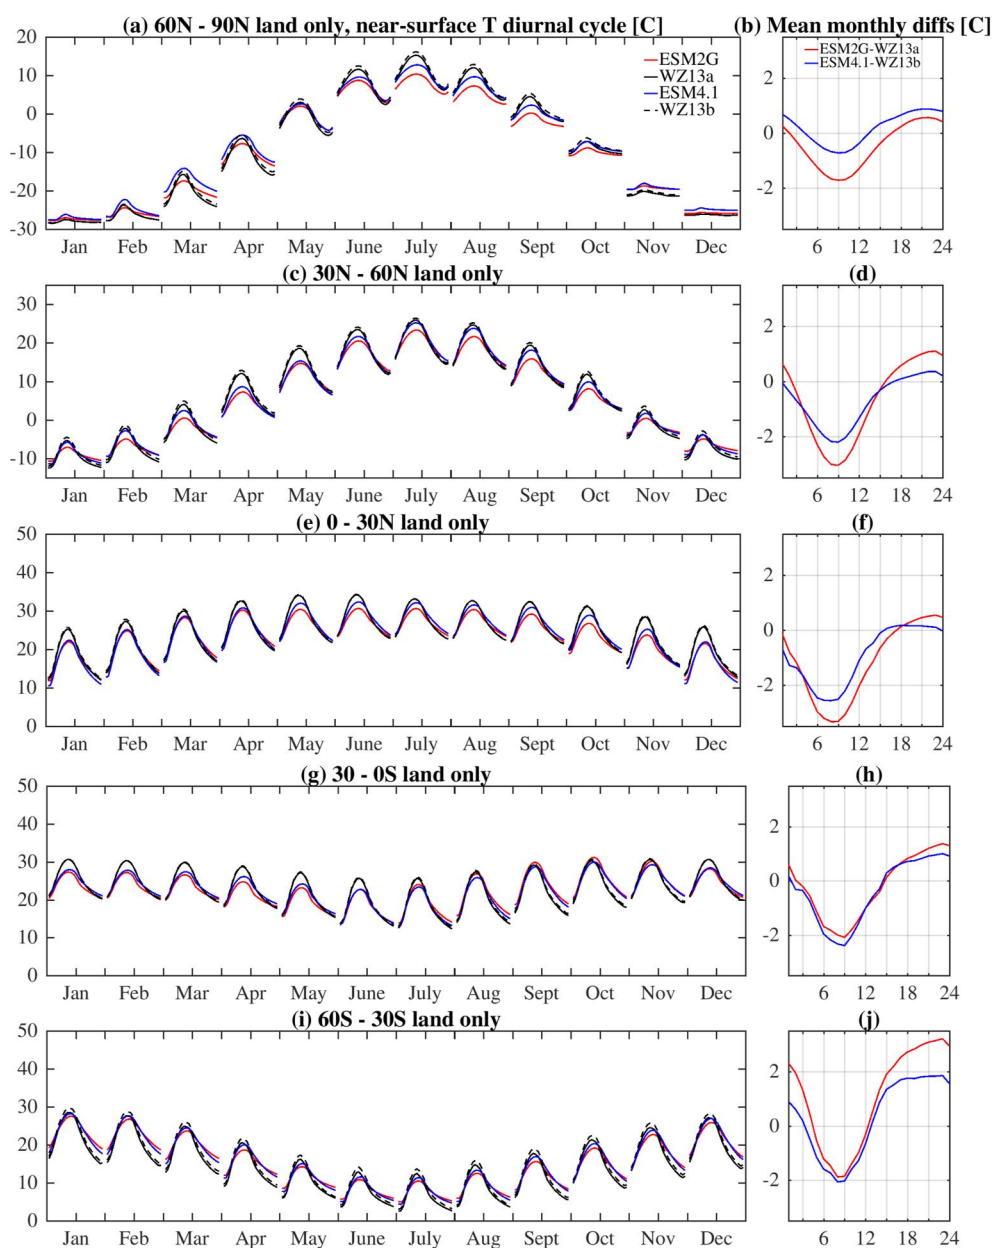 (a) 60N - 90N land only, near-surface T diurnal cycle [C]
(b) Mean monthly diffs [C]
20
10
0
-10
-20
-30
ESM2G
WZ13a
ESM4.1
WZ13b
Jan Feb Mar Apr May June July Aug Sept Oct Nov Dec
2
0
-2
ESM2G-WZ13a
ESM4.1-WZ13b
6 12 18 24
(c) 30N - 60N land only
(d)
30
20
10
0
-10
Jan Feb Mar Apr May June July Aug Sept Oct Nov Dec
2
0
-2
6 12 18 24
(e) 0 - 30N land only
(f)
50
40
30
20
10
0
Jan Feb Mar Apr May June July Aug Sept Oct Nov Dec
2
0
-2
6 12 18 24
(g) 30 - 0S land only
(h)
50
40
30
20
10
0
Jan Feb Mar Apr May June July Aug Sept Oct Nov Dec
2
0
-2
6 12 18 24
(i) 60S - 30S land only
(j)
50
40
30
20
10
0
Jan Feb Mar Apr May June July Aug Sept Oct Nov Dec
2
0
-2
6 12 18 24